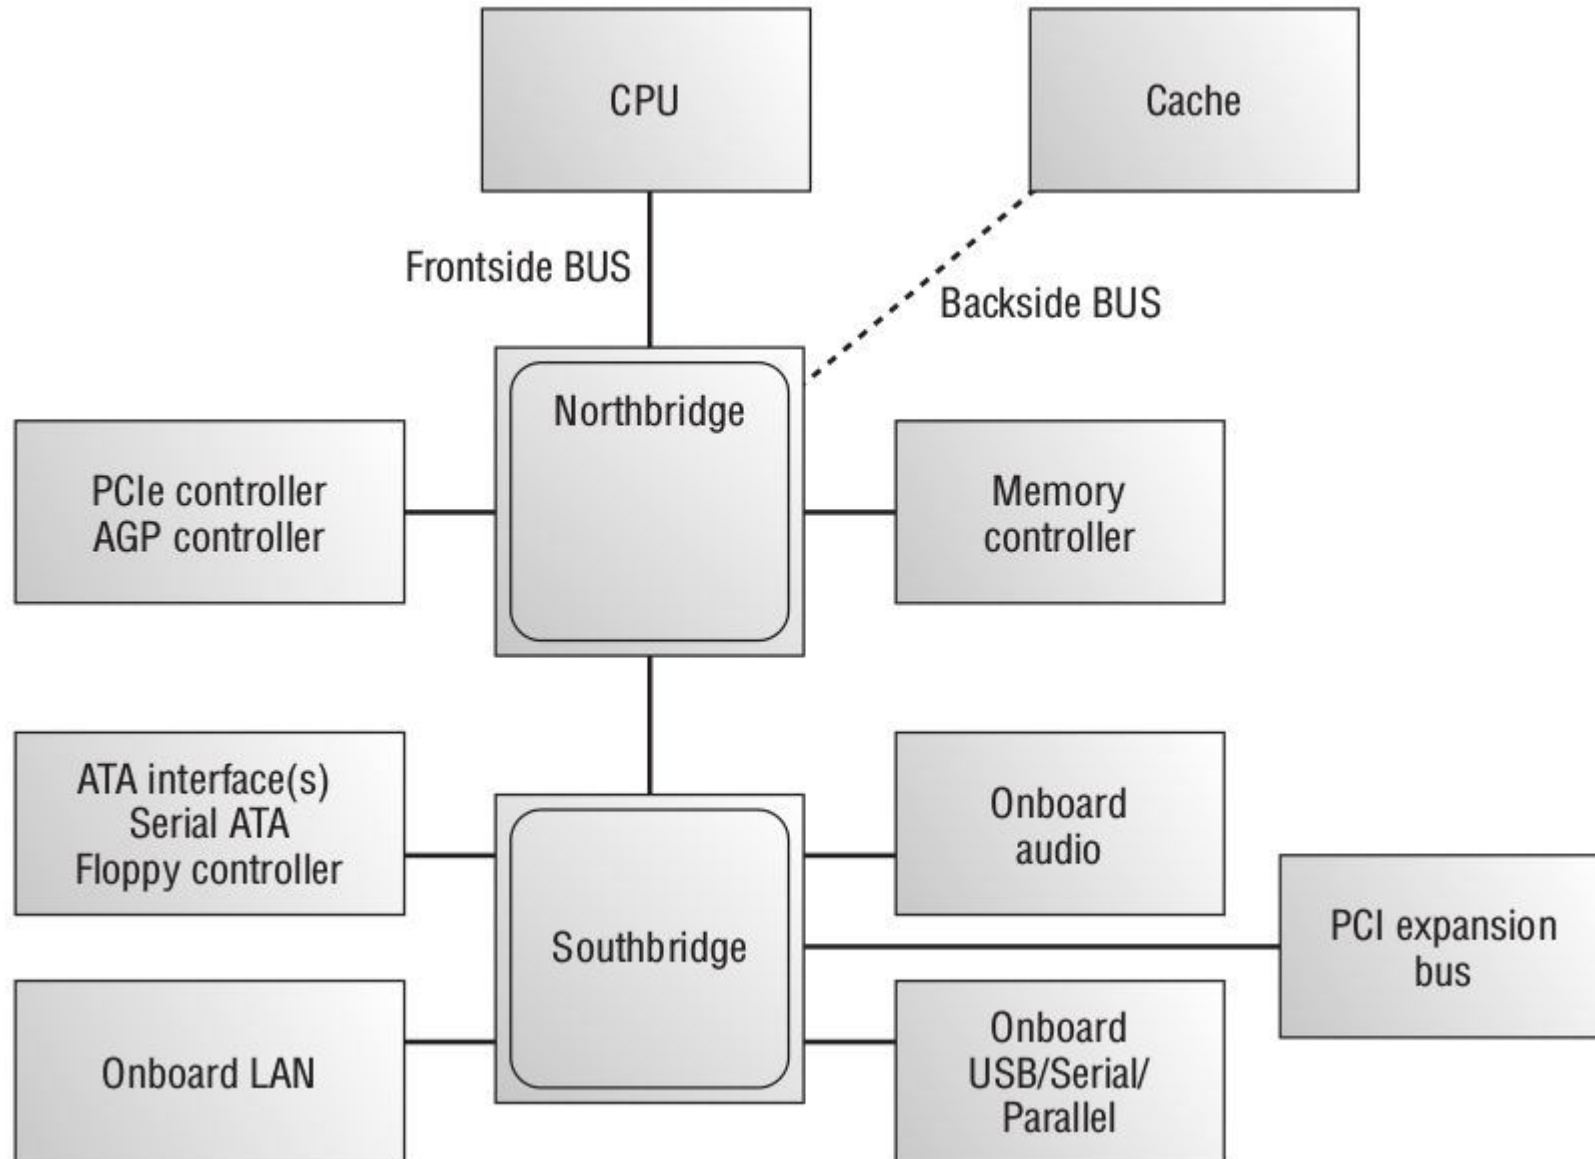 CPU
Cache
Frontside BUS
Backside BUS
Northbridge
PCIe controller
AGP controller
Memory
controller
ATA interface(s)
Serial ATA
Floppy controller
Onboard
audio
Southbridge
PCI expansion
bus
Onboard LAN
Onboard
USB/Serial/
Parallel